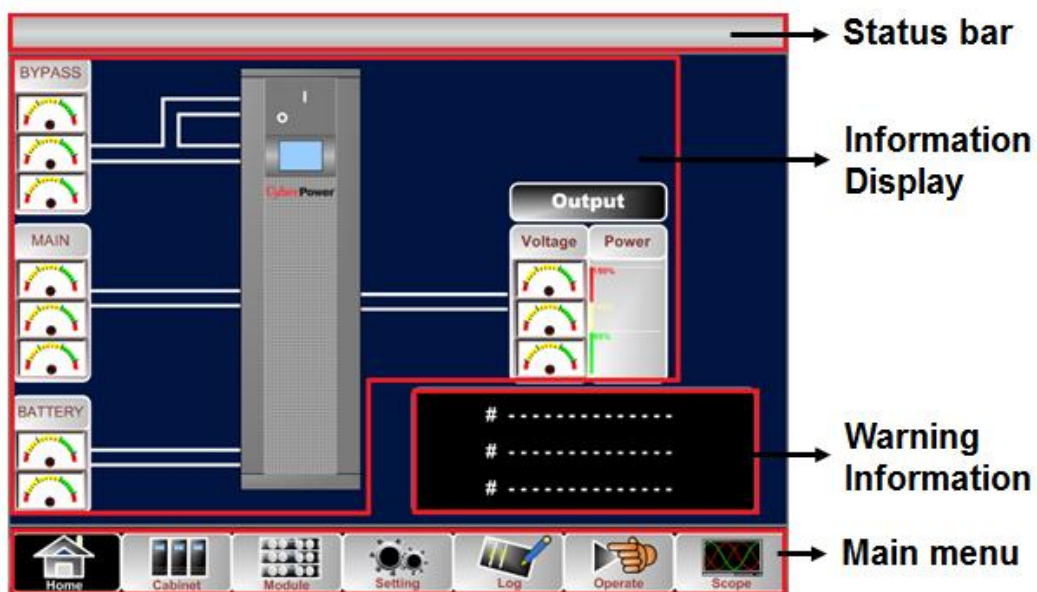 Status bar
BYPASS
I
O
CyberPower
Information
Display
Output
MAIN
Voltage Power
BATTERY
# - - - - - - - - - - - - - -
# - - - - - - - - - - - - - -
# - - - - - - - - - - - - - -
Warning
Information
Home Cabinet Module Setting Log Operate Scope
Main menu